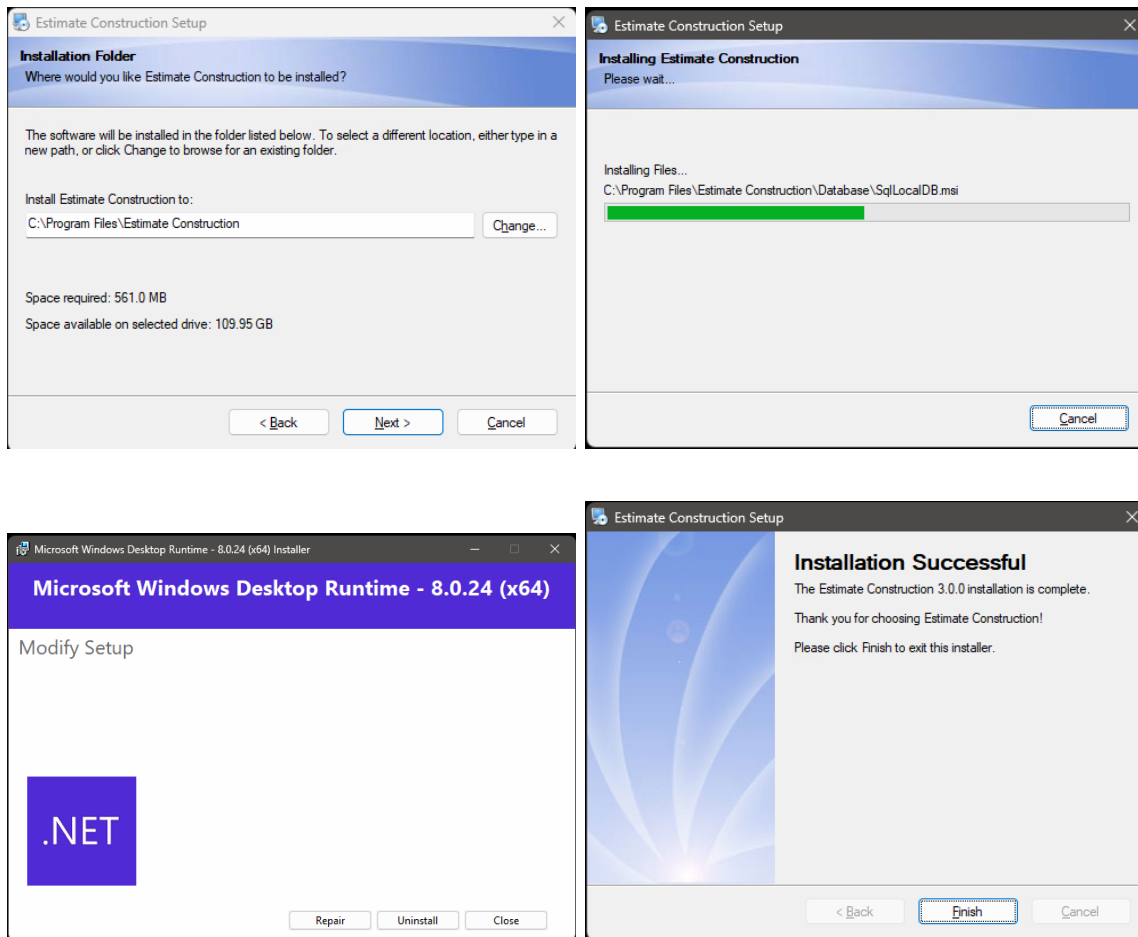 Estimate Construction Setup
Installation Folder
Where would you like Estimate Construction to be installed?
The software will be installed in the folder listed below. To select a different location, either type in a
new path, or click Change to browse for an existing folder.
Install Estimate Construction to:
C:\Program Files\Estimate Construction
Change...
Space required: 561.0 MB
Space available on selected drive: 109.95 GB
< Back
Next >
Cancel
Estimate Construction Setup
Installing Estimate Construction
Please wait...
Installing Files...
C:\Program Files\Estimate Construction\Database\SqlLocalDB.msi
Cancel
Microsoft Windows Desktop Runtime - 8.0.24 (x64) Installer
Microsoft Windows Desktop Runtime - 8.0.24 (x64)
Modify Setup
.NET
Repair
Uninstall
Close
Estimate Construction Setup
Installation Successful
The Estimate Construction 3.0.0 installation is complete.
Thank you for choosing Estimate Construction!
Please click Finish to exit this installer.
< Back
Finish
Cancel